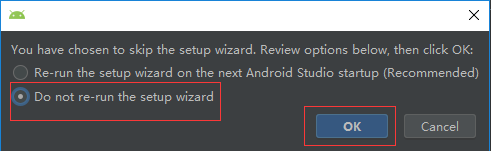 You have chosen to skip the setup wizard. Review options below, then click OK:
Re-run the setup wizard on the next Android Studio startup (Recommended)
Do not re-run the setup wizard
OK
Cancel